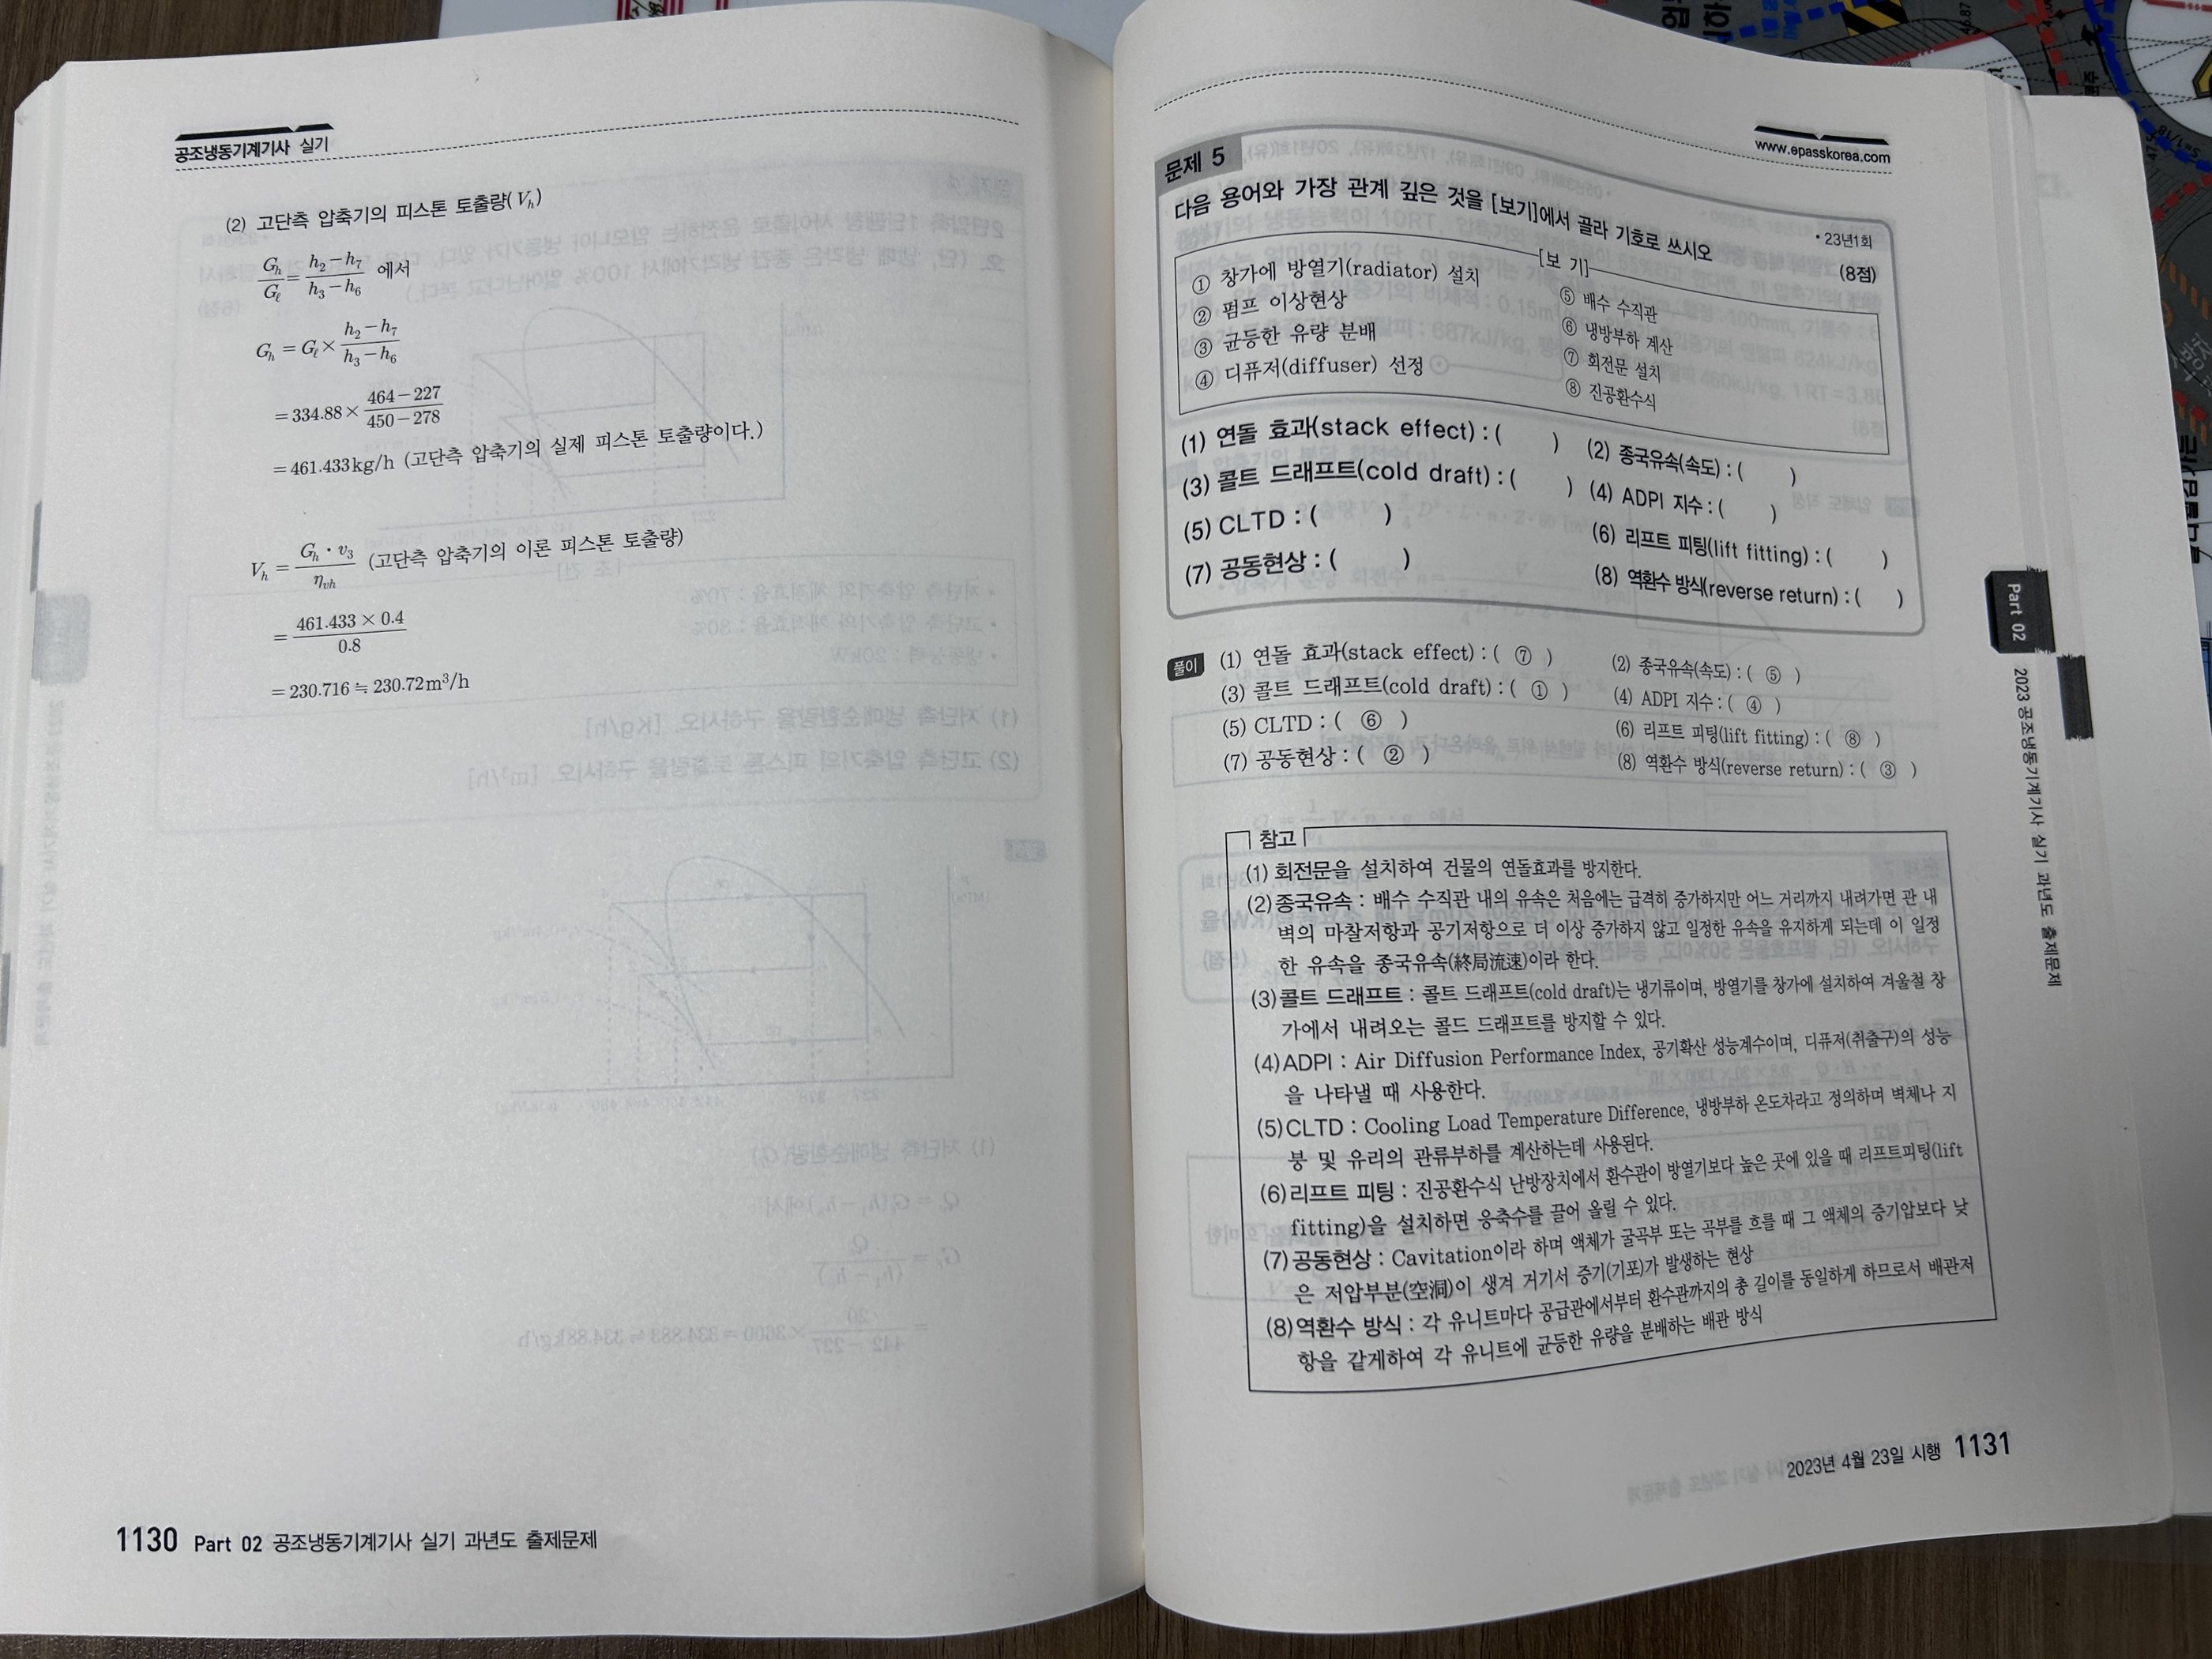 공조냉동기계기사 실기
(2) 고단측 압축기의 피스톤 토출량(V_h)
G_h/G_ℓ = (h_2-h_7)/(h_3-h_6) 에서
G_h = G_ℓ × (h_2-h_7)/(h_3-h_6)
= 334.88 × (464-227)/(450-278)
= 461.433kg/h (고단측 압축기의 실제 피스톤 토출량이다.)
V_h = (G_h · v_3)/η_vh (고단측 압축기의 이론 피스톤 토출량)
= (461.433 × 0.4)/0.8
= 230.716 ≒ 230.72m³/h
1130 Part 02 공조냉동기계기사 실기 과년도 출제문제
www.epasskorea.com
문제 5
다음 용어와 가장 관계 깊은 것을 [보기]에서 골라 기호로 쓰시오
• 23년1회
(8점)
[보 기]
① 창가에 방열기(radiator) 설치
② 펌프 이상현상
③ 균등한 유량 분배
④ 디퓨저(diffuser) 선정
⑤ 배수 수직관
⑥ 냉방부하 계산
⑦ 회전문 설치
⑧ 진공환수식
(1) 연돌 효과(stack effect) : ( ) (2) 종국유속(속도) : ( )
(3) 콜트 드래프트(cold draft) : ( ) (4) ADPI 지수 : ( )
(5) CLTD : ( ) (6) 리프트 피팅(lift fitting) : ( )
(7) 공동현상 : ( ) (8) 역환수 방식(reverse return) : ( )
풀이 (1) 연돌 효과(stack effect) : ( ⑦ ) (2) 종국유속(속도) : ( ⑤ )
(3) 콜트 드래프트(cold draft) : ( ① ) (4) ADPI 지수 : ( ④ )
(5) CLTD : ( ⑥ ) (6) 리프트 피팅(lift fitting) : ( ⑧ )
(7) 공동현상 : ( ② ) (8) 역환수 방식(reverse return) : ( ③ )
참고
(1) 회전문을 설치하여 건물의 연돌효과를 방지한다.
(2) 종국유속 : 배수 수직관 내의 유속은 처음에는 급격히 증가하지만 어느 거리까지 내려가면 관 내
벽의 마찰저항과 공기저항으로 더 이상 증가하지 않고 일정한 유속을 유지하게 되는데 이 일정
한 유속을 종국유속(終局流速)이라 한다.
(3) 콜트 드래프트 : 콜트 드래프트(cold draft)는 냉기류이며, 방열기를 창가에 설치하여 겨울철 창
가에서 내려오는 콜드 드래프트를 방지할 수 있다.
(4) ADPI : Air Diffusion Performance Index, 공기확산 성능계수이며, 디퓨저(취출구)의 성능
을 나타낼 때 사용한다.
(5) CLTD : Cooling Load Temperature Difference, 냉방부하 온도차라고 정의하며 벽체나 지
붕 및 유리의 관류부하를 계산하는데 사용된다.
(6) 리프트 피팅 : 진공환수식 난방장치에서 환수관이 방열기보다 높은 곳에 있을 때 리프트피팅(lift
fitting)을 설치하면 응축수를 끌어 올릴 수 있다.
(7) 공동현상 : Cavitation이라 하며 액체가 굴곡부 또는 곡부를 흐를 때 그 액체의 증기압보다 낮
은 저압부분(空洞)이 생겨 거기서 증기(기포)가 발생하는 현상
(8) 역환수 방식 : 각 유니트마다 공급관에서부터 환수관까지의 총 길이를 동일하게 하므로서 배관저
항을 같게하여 각 유니트에 균등한 유량을 분배하는 배관 방식
Part 02
2023 공조냉동기계기사 실기 과년도 출제문제
2023년 4월 23일 시행 1131